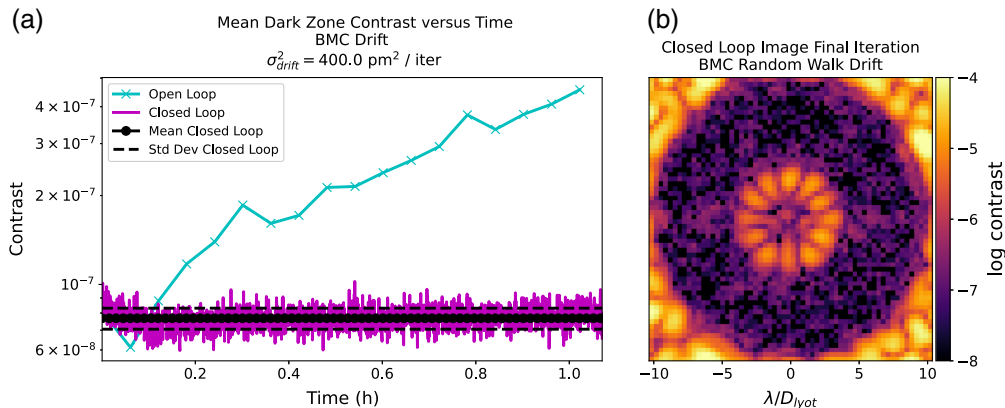 (a)
Mean Dark Zone Contrast versus Time
BMC Drift
σ²drift = 400.0 pm² / iter
Open Loop
Closed Loop
Mean Closed Loop
Std Dev Closed Loop
Contrast
4 × 10⁻⁷
3 × 10⁻⁷
2 × 10⁻⁷
10⁻⁷
6 × 10⁻⁸
0.2 0.4 0.6 0.8 1.0
Time (h)
(b)
Closed Loop Image Final Iteration
BMC Random Walk Drift
−10 −5 0 5 10
λ/Dlyot
−4
−5
−6
−7
−8
log contrast